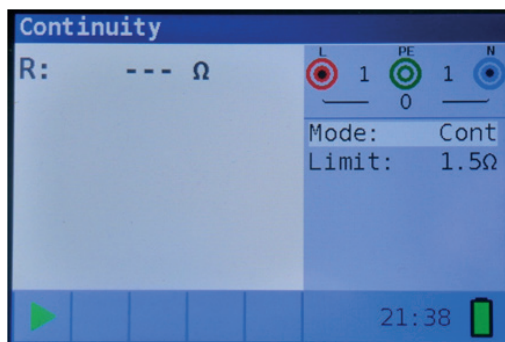 Continuity
R: --- Ω
L PE N
1 1
0
Mode: Cont
Limit: 1.5Ω
21:38